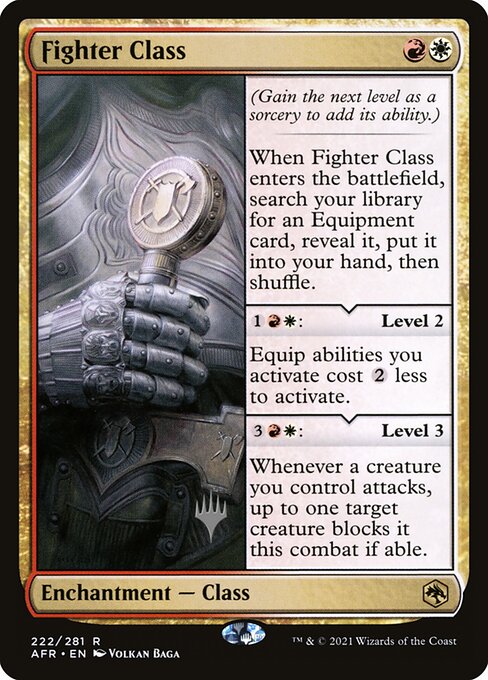 Fighter Class
(Gain the next level as a
sorcery to add its ability.)
When Fighter Class
enters the battlefield,
search your library
for an Equipment
card, reveal it, put it
into your hand, then
shuffle.
1 : Level 2
Equip abilities you
activate cost 2 less
to activate.
3 : Level 3
Whenever a creature
you control attacks,
up to one target
creature blocks it
this combat if able.
Enchantment — Class
222/281 R
AFR • EN Volkan Baga
™ & © 2021 Wizards of the Coast